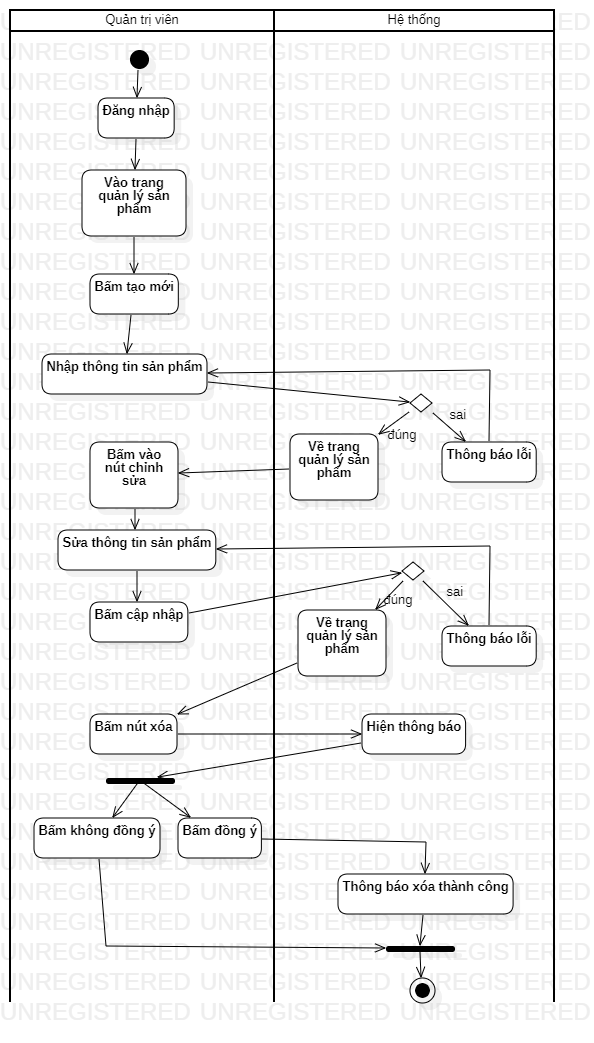 Quản trị viên
Hệ thống
Đăng nhập
Vào trang
quản lý sản
phẩm
Bấm tạo mới
Nhập thông tin sản phẩm
sai
đúng
Về trang
quản lý sản
phẩm
Thông báo lỗi
Bấm vào
nút chỉnh
sửa
Sửa thông tin sản phẩm
sai
đúng
Bấm cập nhập
Về trang
quản lý sản
phẩm
Thông báo lỗi
Bấm nút xóa
Hiện thông báo
Bấm không đồng ý
Bấm đồng ý
Thông báo xóa thành công
UNREGISTERED